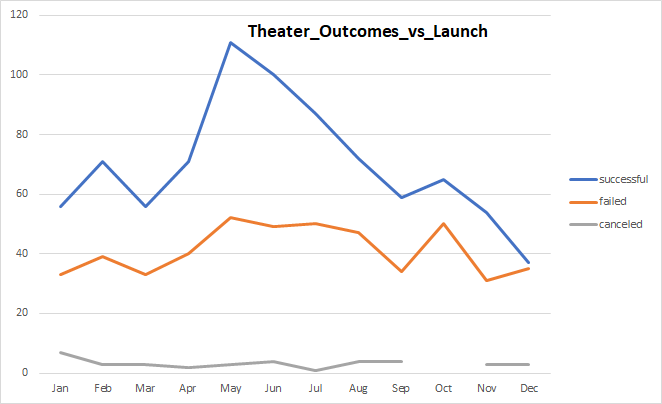 Theater_Outcomes_vs_Launch
120
100
80
60
40
20
0
Jan Feb Mar Apr May Jun Jul Aug Sep Oct Nov Dec
successful
failed
canceled